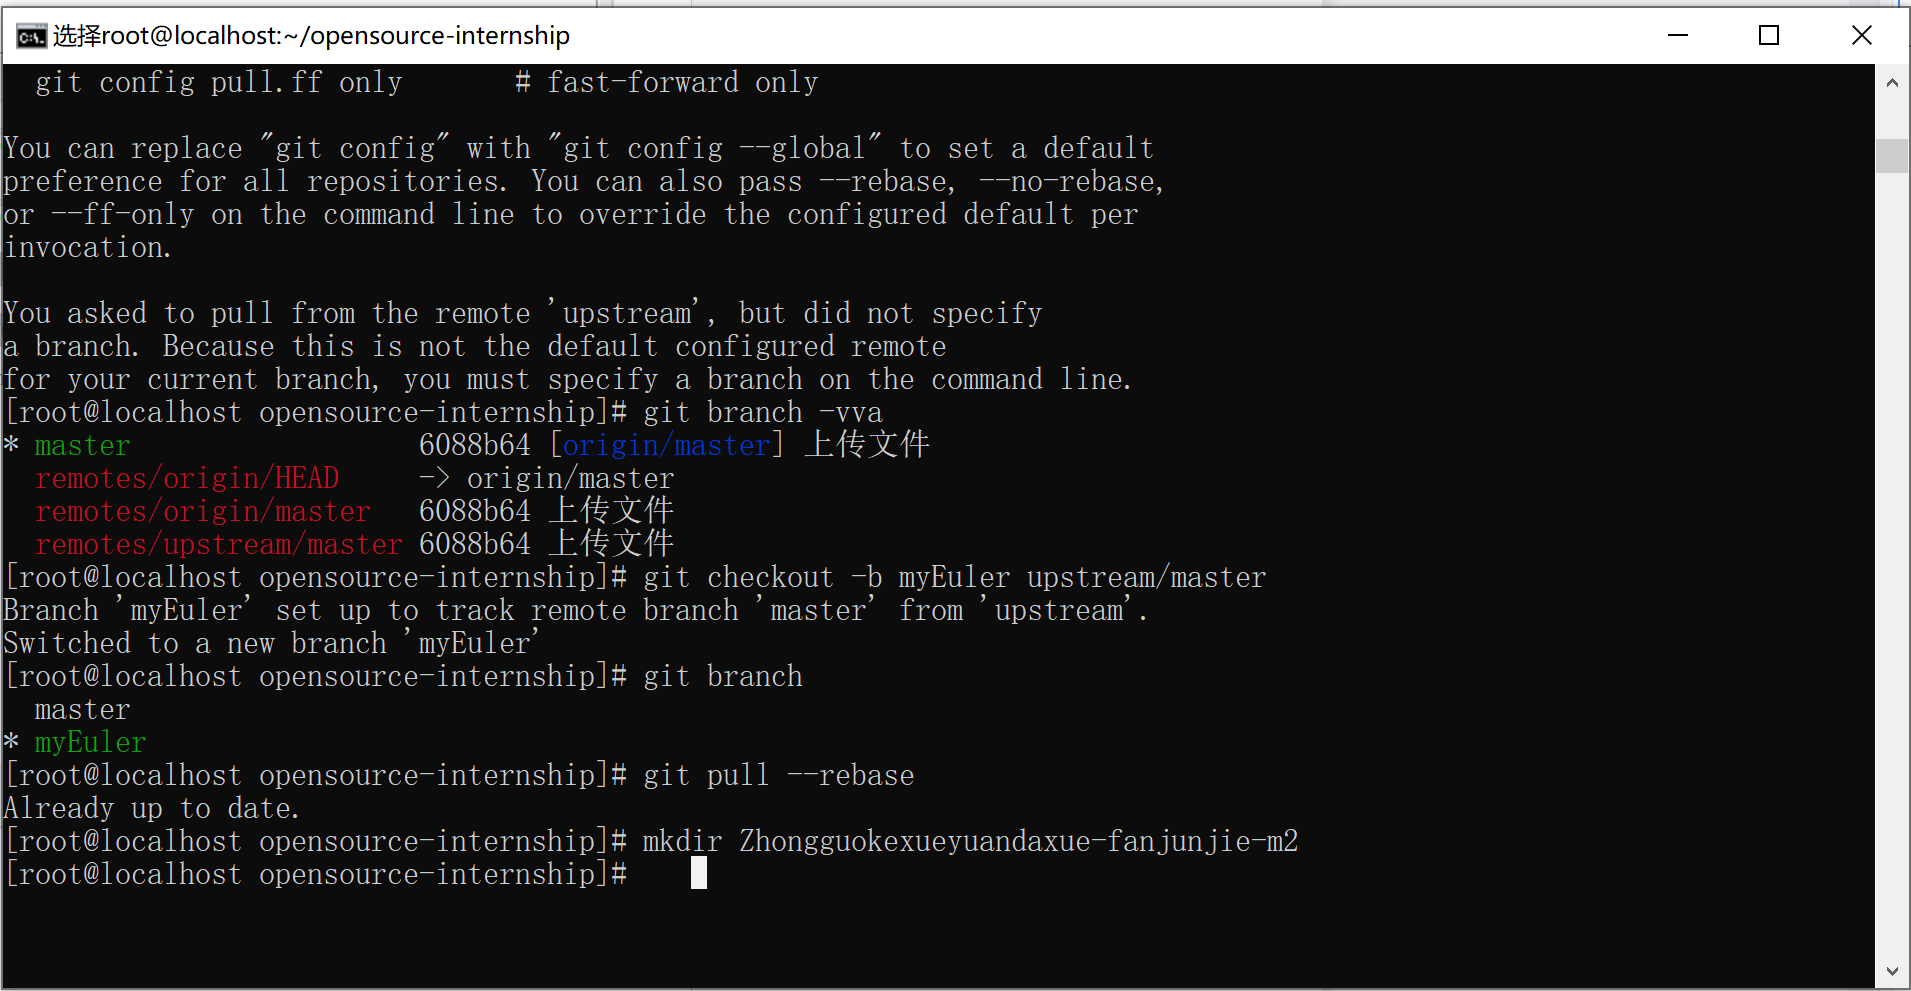 选择root@localhost:~/opensource-internship
git config pull.ff only       # fast-forward only
You can replace "git config" with "git config --global" to set a default
preference for all repositories. You can also pass --rebase, --no-rebase,
or --ff-only on the command line to override the configured default per
invocation.
You asked to pull from the remote 'upstream', but did not specify
a branch. Because this is not the default configured remote
for your current branch, you must specify a branch on the command line.
[root@localhost opensource-internship]# git branch -vva
* master                  6088b64 [origin/master] 上传文件
  remotes/origin/HEAD     -> origin/master
  remotes/origin/master   6088b64 上传文件
  remotes/upstream/master 6088b64 上传文件
[root@localhost opensource-internship]# git checkout -b myEuler upstream/master
Branch 'myEuler' set up to track remote branch 'master' from 'upstream'.
Switched to a new branch 'myEuler'
[root@localhost opensource-internship]# git branch
  master
* myEuler
[root@localhost opensource-internship]# git pull --rebase
Already up to date.
[root@localhost opensource-internship]# mkdir Zhongguokexueyuandaxue-fanjunjie-m2
[root@localhost opensource-internship]#